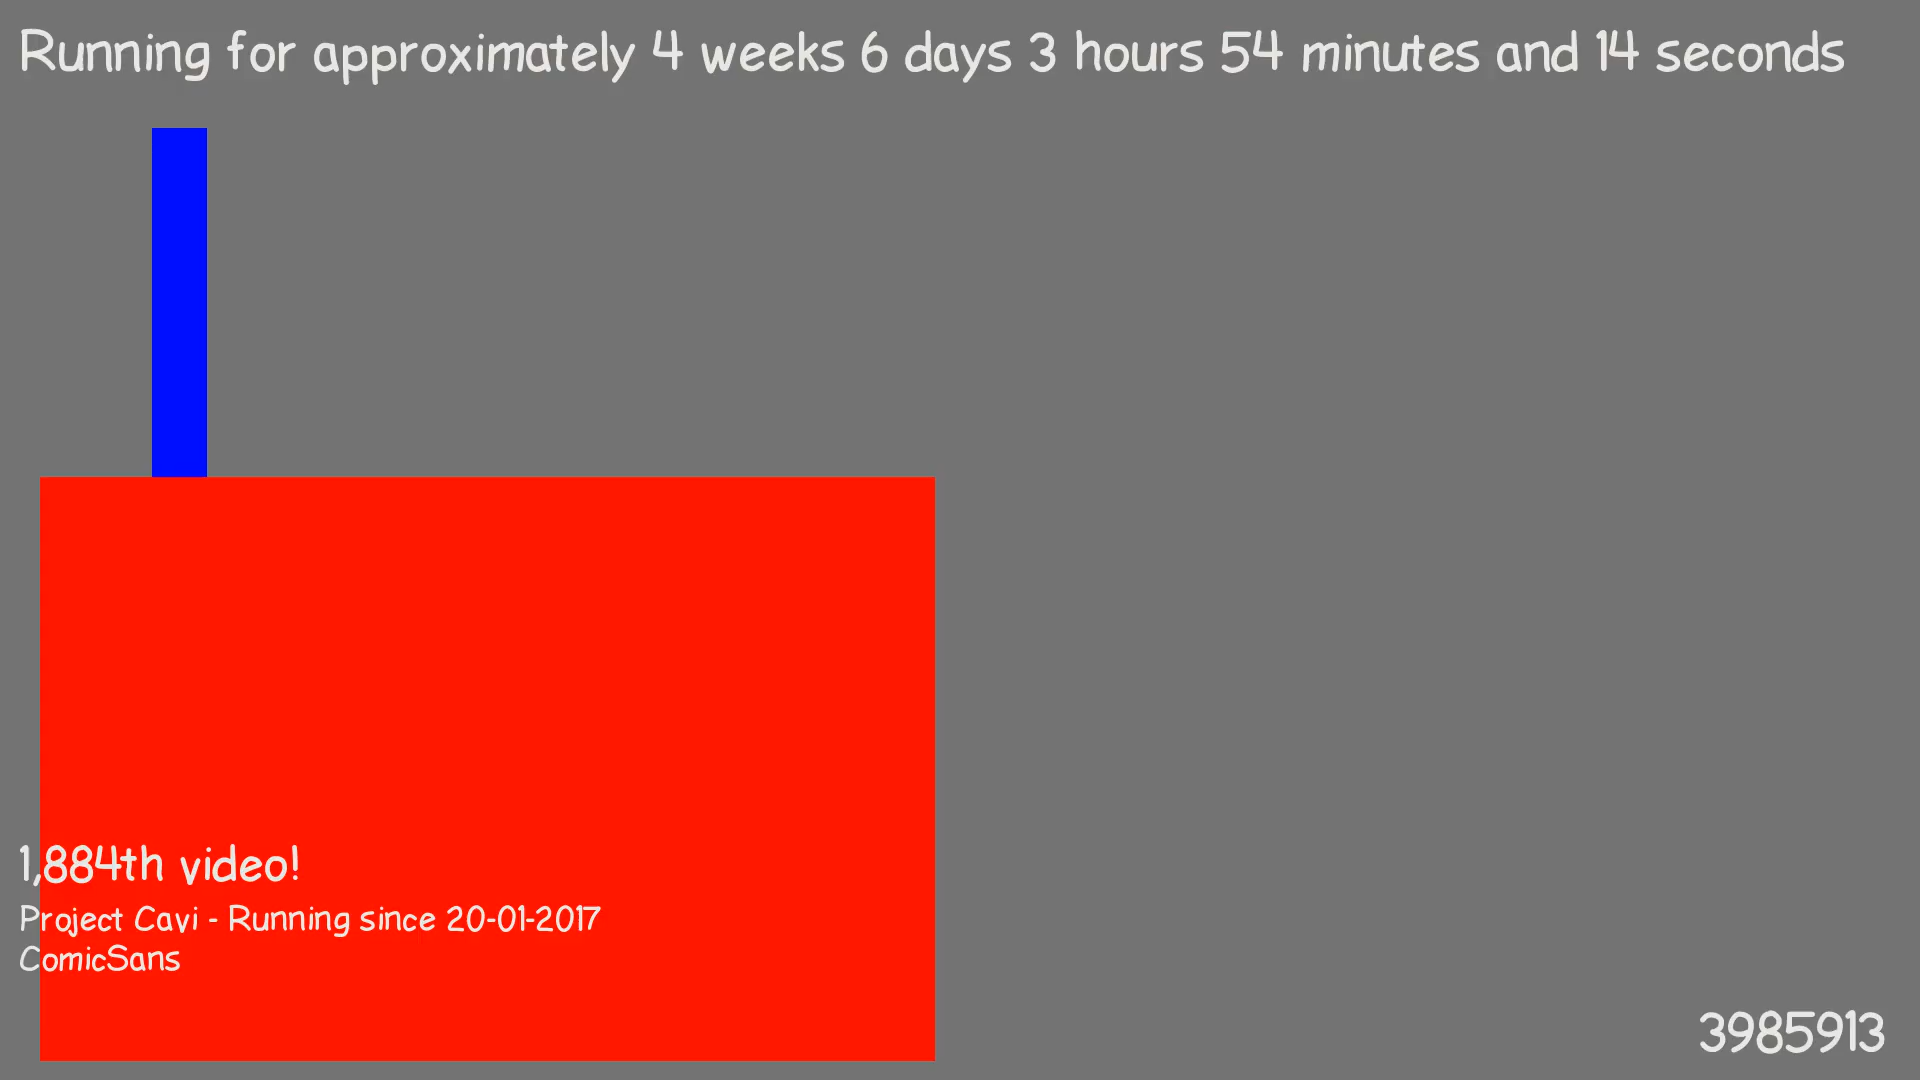 Running for approximately 4 weeks 6 days 3 hours 54 minutes and 14 seconds
1,884th video!
Project Cavi - Running since 20-01-2017
ComicSans
3985913